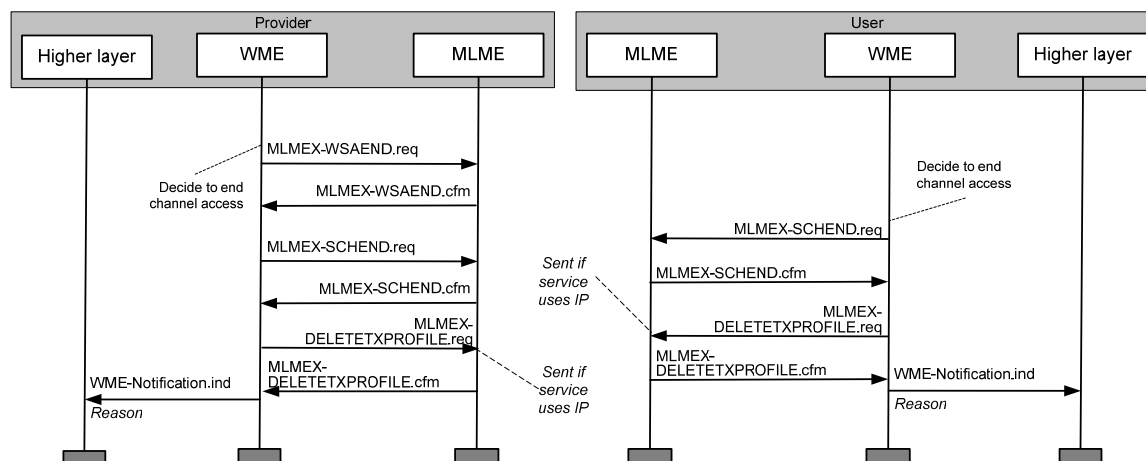 Provider
Higher layer
WME
MLME
MLMEX-WSAEND.req
Decide to end
channel access
MLMEX-WSAEND.cfm
MLMEX-SCHEND.req
MLMEX-SCHEND.cfm
MLMEX-
DELETETXPROFILE.req
Sent if
service
uses IP
MLMEX-
DELETETXPROFILE.cfm
WME-Notification.ind
Reason
User
MLME
WME
Higher layer
Decide to end
channel access
MLMEX-SCHEND.req
MLMEX-SCHEND.cfm
Sent if
service
uses IP
MLMEX-
DELETETXPROFILE.req
MLMEX-
DELETETXPROFILE.cfm
WME-Notification.ind
Reason